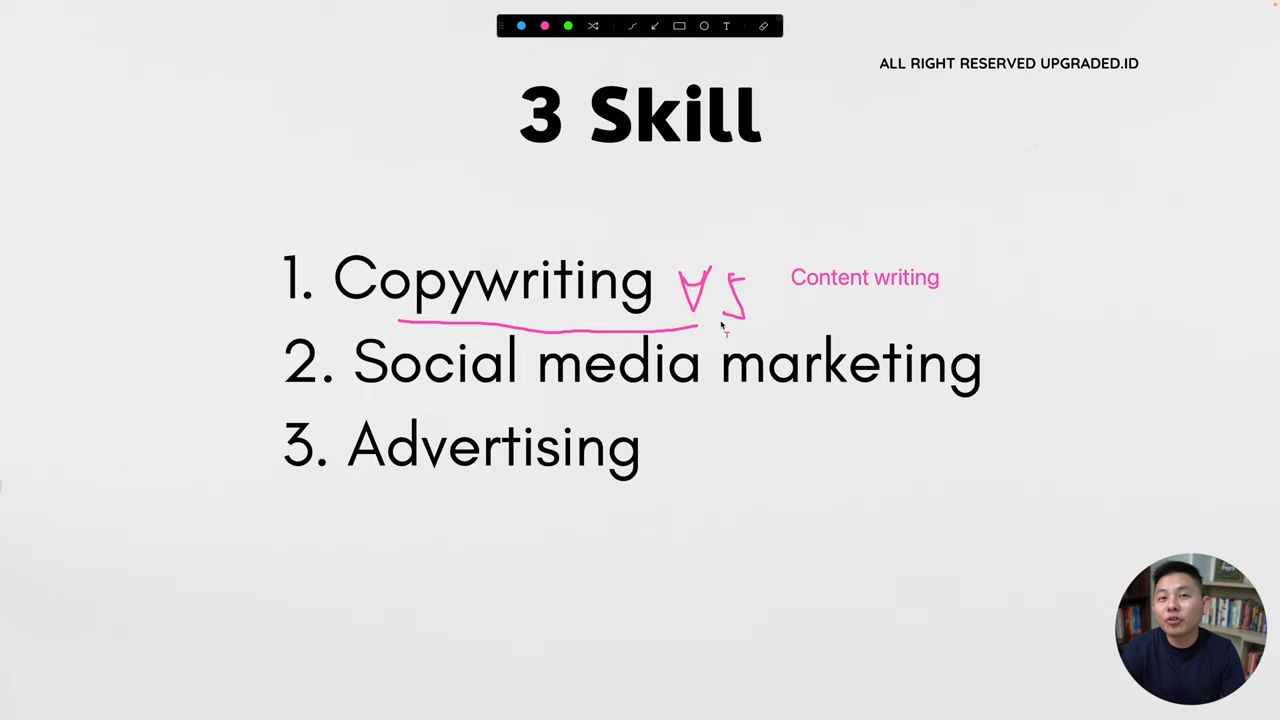 ALL RIGHT RESERVED UPGRADED.ID
3 Skill
1. Copywriting VS Content writing
2. Social media marketing
3. Advertising